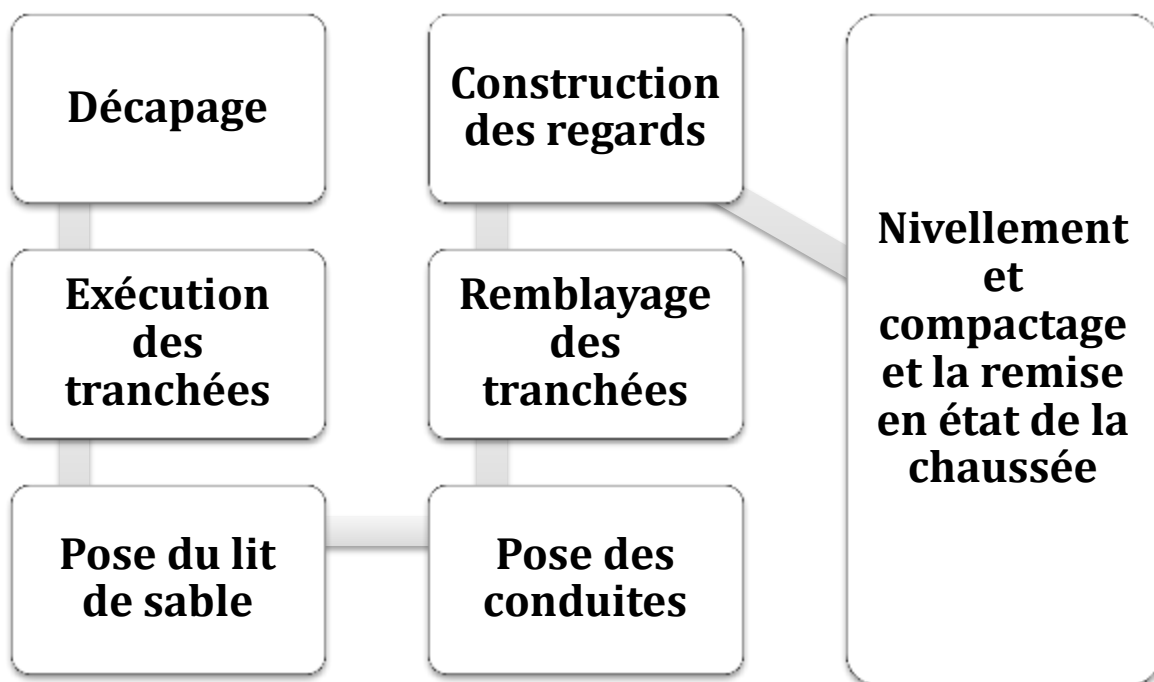 Décapage
Exécution
des
tranchées
Pose du lit
de sable
Pose des
conduites
Remblayage
des
tranchées
Construction
des regards
Nivellement
et
compactage
et la remise
en état de la
chaussée